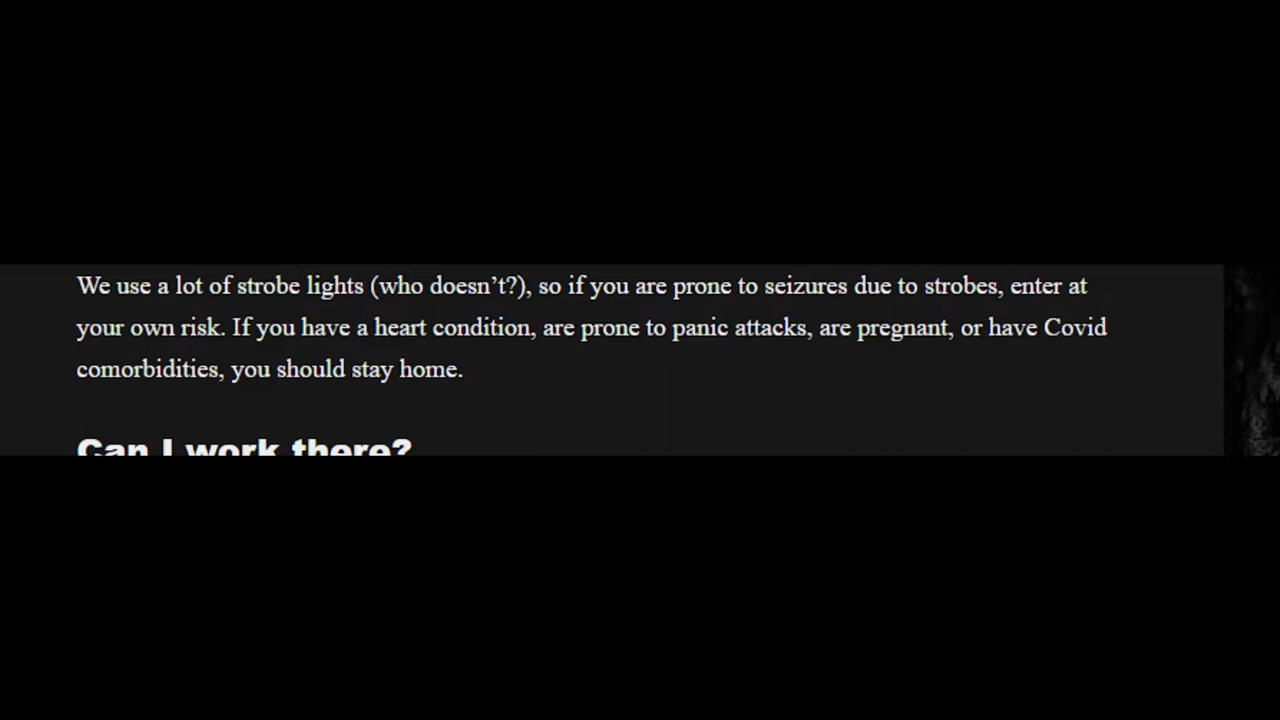 We use a lot of strobe lights (who doesn’t?), so if you are prone to seizures due to strobes, enter at
your own risk. If you have a heart condition, are prone to panic attacks, are pregnant, or have Covid
comorbidities, you should stay home.
Can I work there?